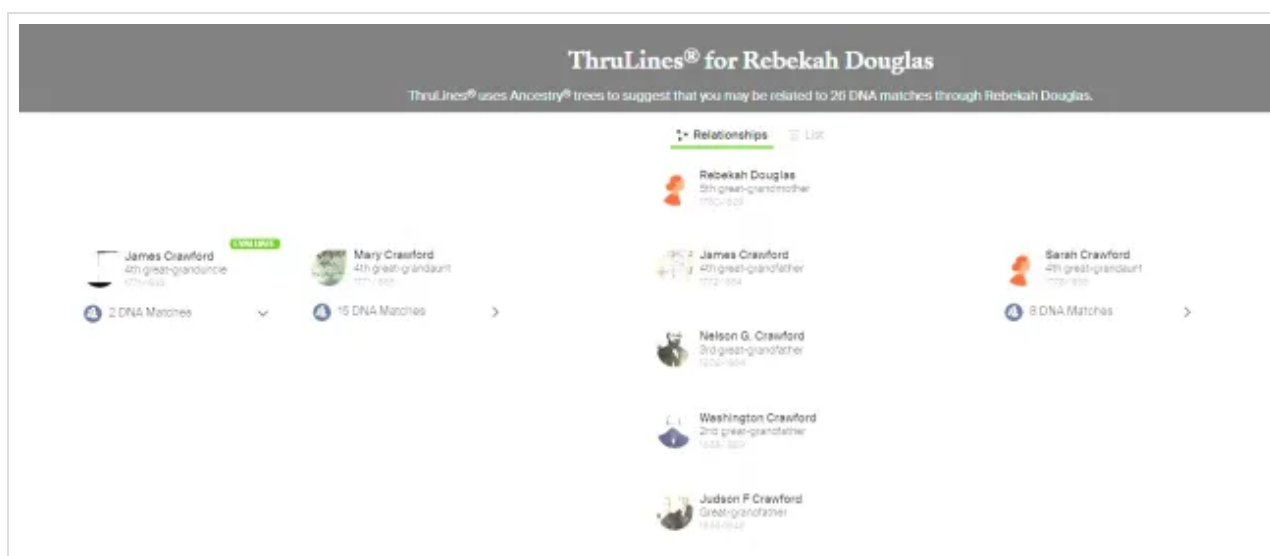 ThruLines® for Rebekah Douglas
ThruLines® uses Ancestry® trees to suggest that you may be related to 26 DNA matches through Rebekah Douglas.
Relationships List
Rebekah Douglas
5th great-grandmother
EVALUATE
James Crawford
4th great-granduncle
2 DNA Matches
Mary Crawford
4th great-grandaunt
15 DNA Matches
James Crawford
4th great-grandfather
Sarah Crawford
4th great-grandaunt
8 DNA Matches
Nelson G. Crawford
3rd great-grandfather
Washington Crawford
2nd great-grandfather
Judson F Crawford
Great-grandfather